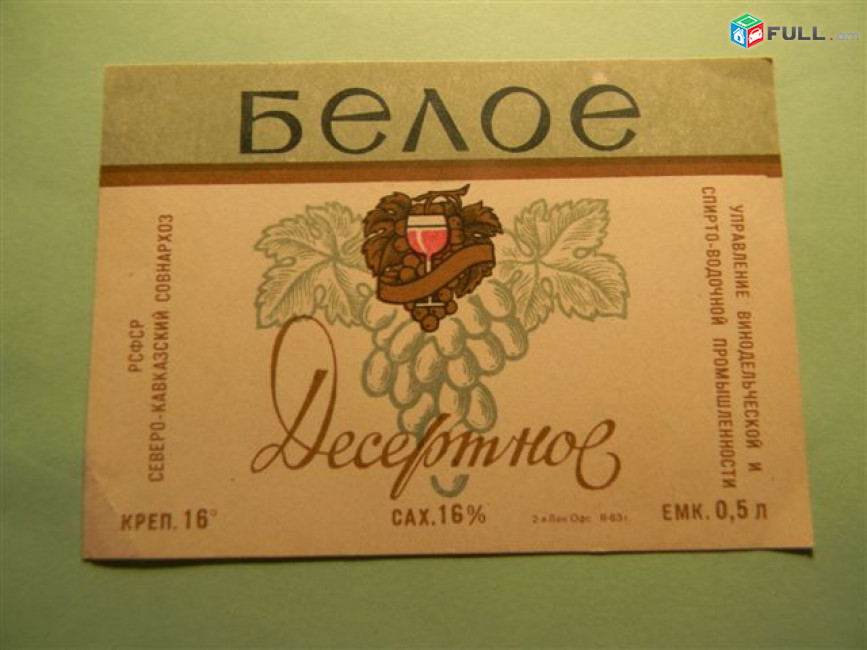 FULL.am
БЕЛОЕ
РСФСР
СЕВЕРО-КАВКАЗСКИЙ СОВНАРХОЗ
УПРАВЛЕНИЕ ВИНОДЕЛЬЧЕСКОЙ И
СПИРТО-ВОДОЧНОЙ ПРОМЫШЛЕННОСТИ
Десертное
КРЕП. 16° САХ. 16% ЕМК. 0,5 л